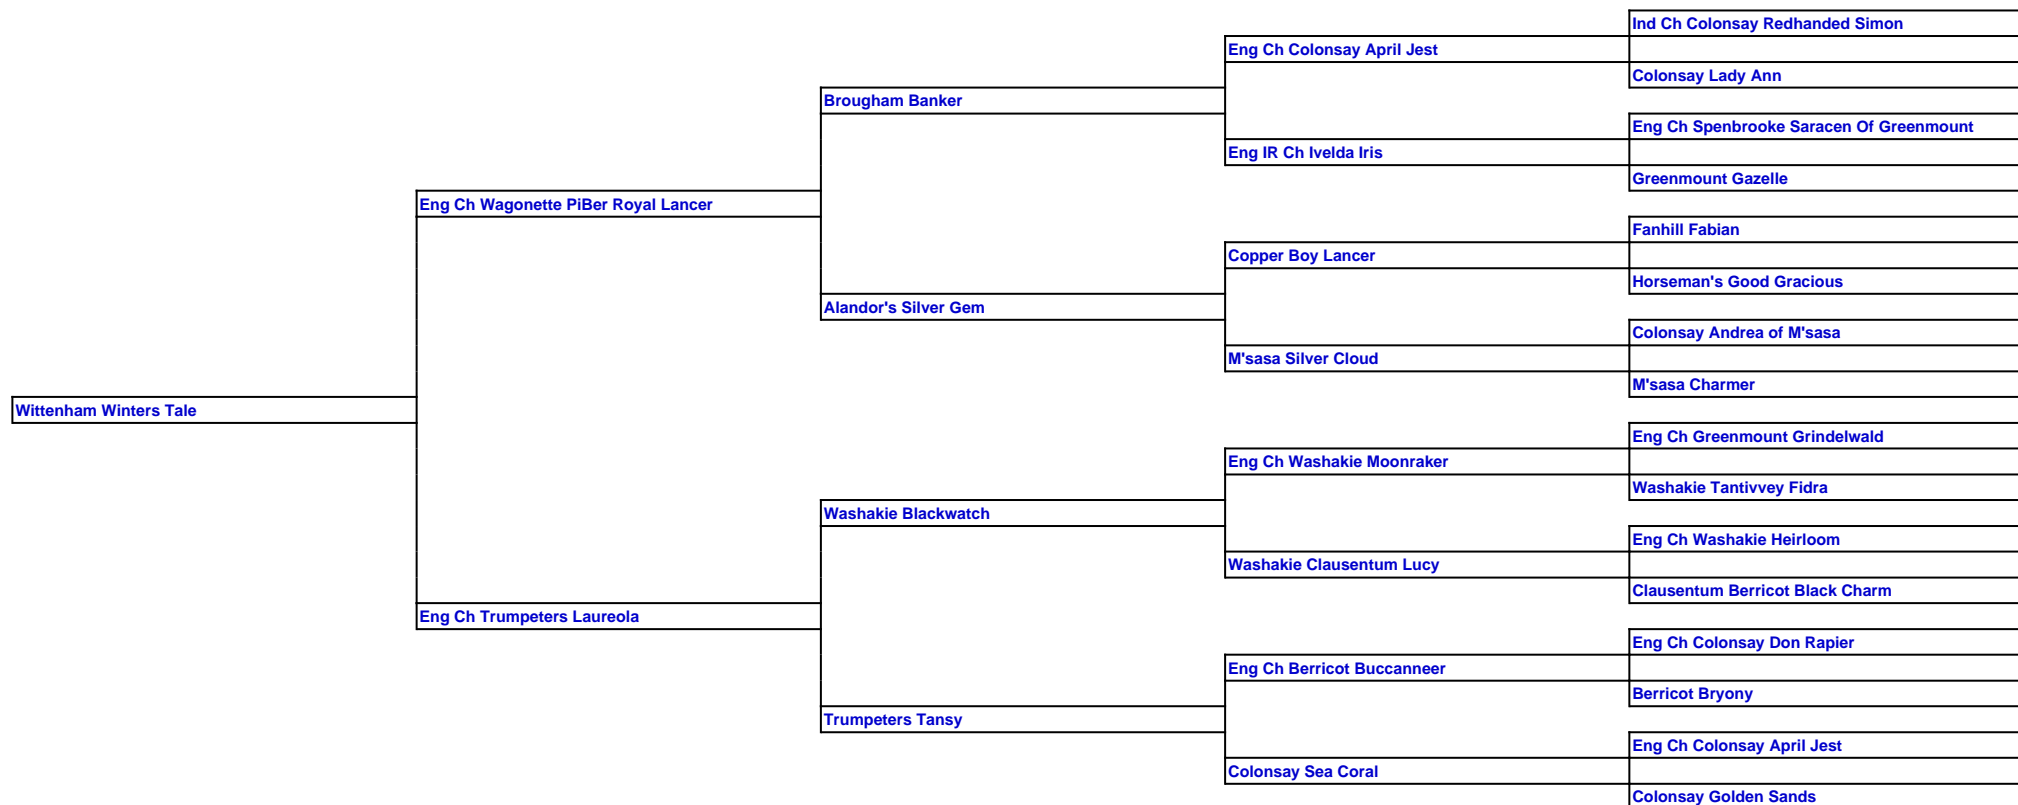 Ind Ch Colonsay Redhanded Simon
Eng Ch Colonsay April Jest
Colonsay Lady Ann
Brougham Banker
Eng Ch Spenbrooke Saracen Of Greenmount
Eng IR Ch Ivelda Iris
Greenmount Gazelle
Eng Ch Wagonette PiBer Royal Lancer
Fanhill Fabian
Copper Boy Lancer
Horseman's Good Gracious
Alandor's Silver Gem
Colonsay Andrea of M'sasa
M'sasa Silver Cloud
M'sasa Charmer
Wittenham Winters Tale
Eng Ch Greenmount Grindelwald
Eng Ch Washakie Moonraker
Washakie Tantivvey Fidra
Washakie Blackwatch
Eng Ch Washakie Heirloom
Washakie Clausentum Lucy
Clausentum Berricot Black Charm
Eng Ch Trumpeters Laureola
Eng Ch Colonsay Don Rapier
Eng Ch Berricot Buccanneer
Berricot Bryony
Trumpeters Tansy
Eng Ch Colonsay April Jest
Colonsay Sea Coral
Colonsay Golden Sands